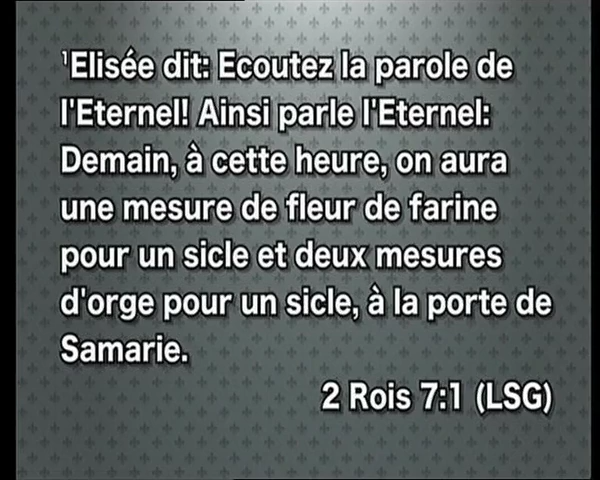 ¹Elisée dit: Ecoutez la parole de
l'Eternel! Ainsi parle l'Eternel:
Demain, à cette heure, on aura
une mesure de fleur de farine
pour un sicle et deux mesures
d'orge pour un sicle, à la porte de
Samarie.
2 Rois 7:1 (LSG)